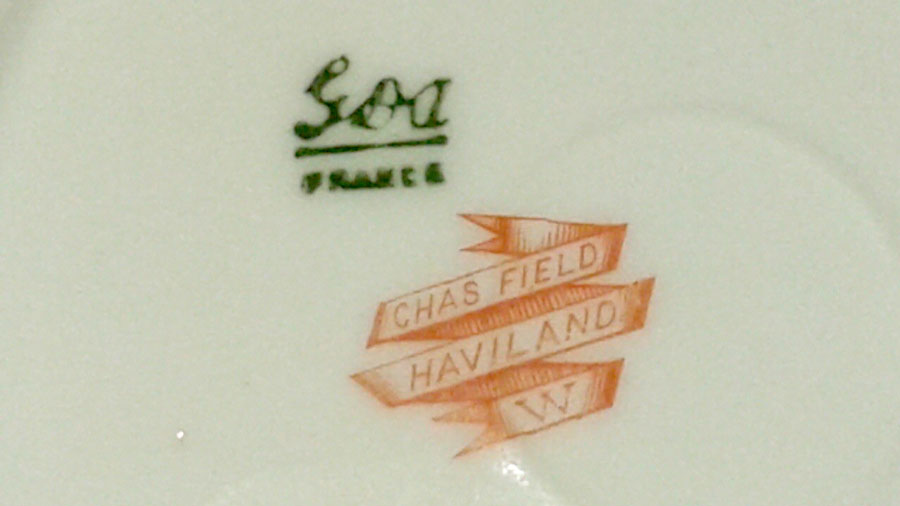 GDA
FRANCE
CHAS FIELD
HAVILAND
W